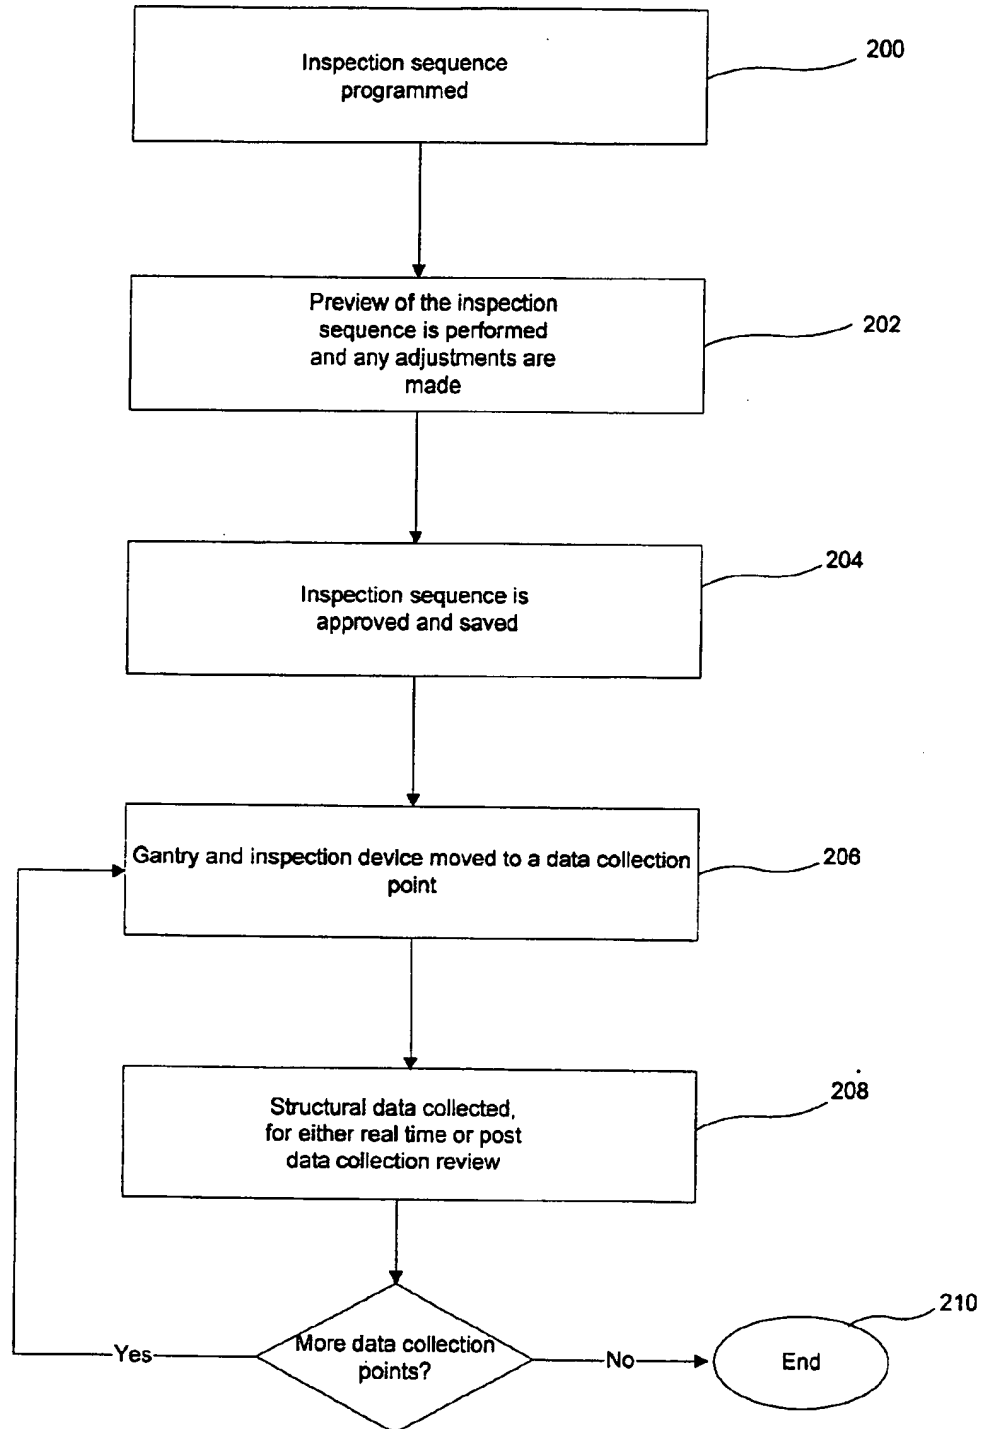 Inspection sequence
programmed
200
Preview of the inspection
sequence is performed
and any adjustments are
made
202
Inspection sequence is
approved and saved
204
Gantry and inspection device moved to a data collection
point
206
Structural data collected,
for either real time or post
data collection review
208
More data collection
points?
Yes
No
End
210